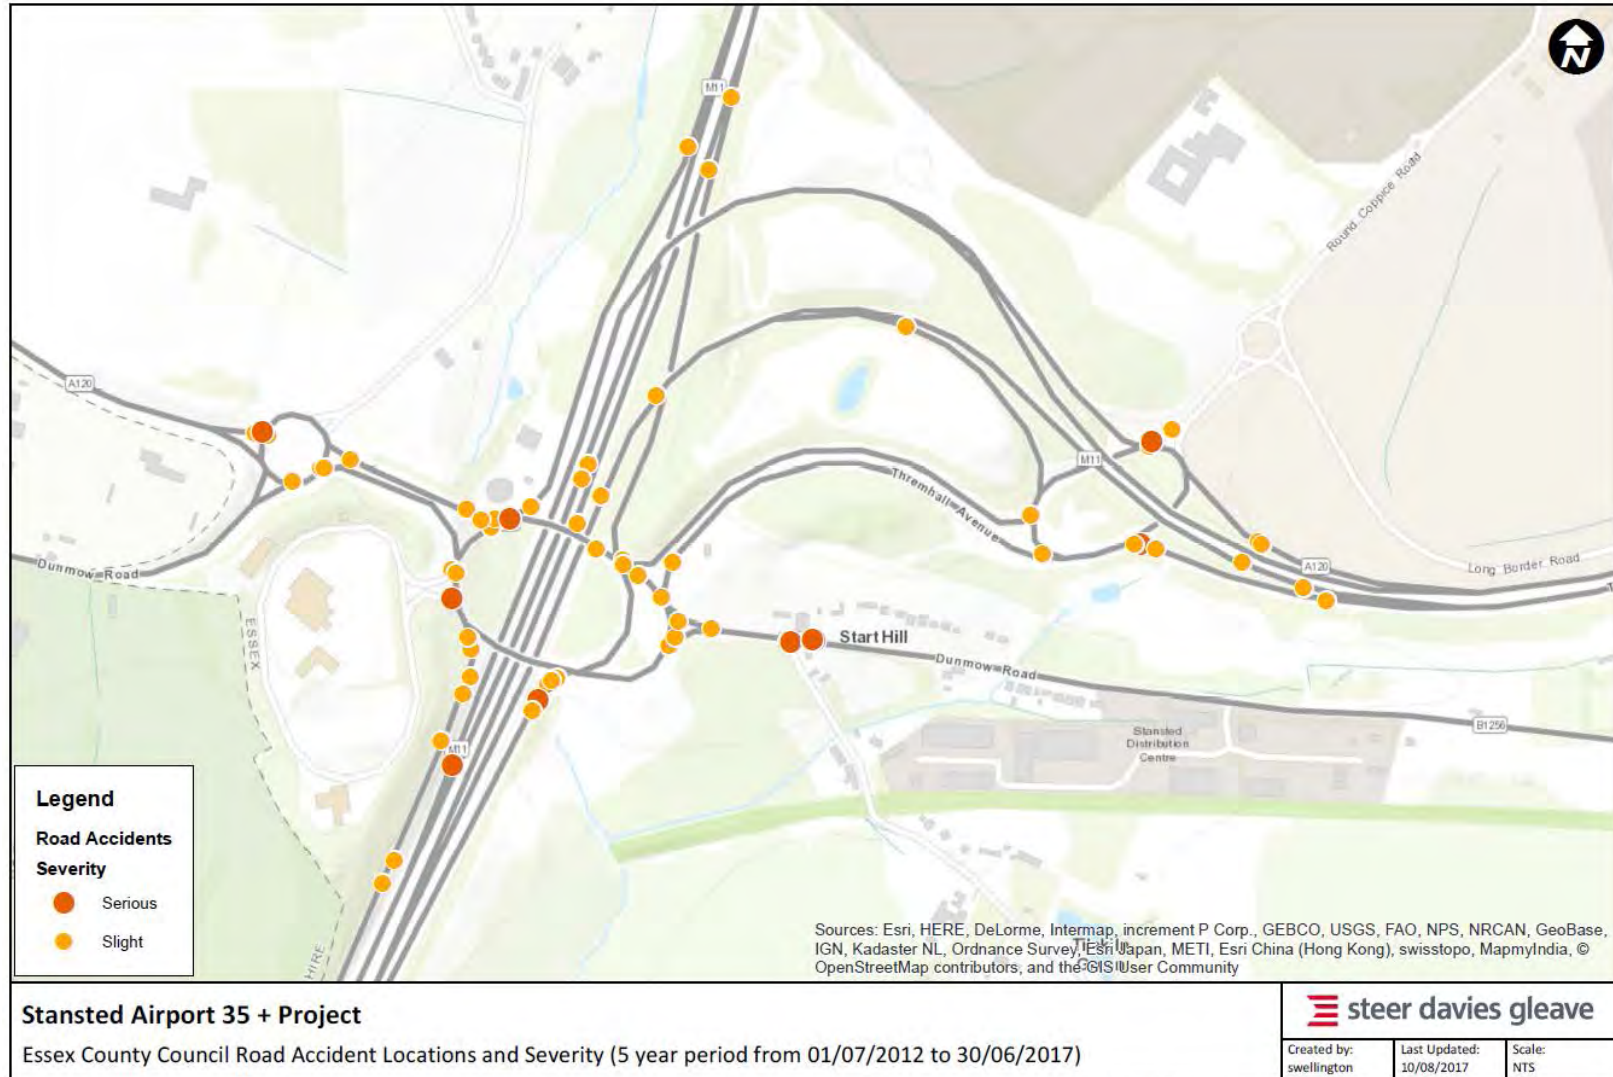 N
M11
Round Coppice Road
A120
M11
Thremhall Avenue
Dunmow Road
A120
Long Border Road
ESSEX
Start Hill
Dunmow Road
Stansted
Distribution
Centre
B1256
M11
Legend
Road Accidents
Severity
Serious
Slight
HIRE
Sources: Esri, HERE, DeLorme, Intermap, increment P Corp., GEBCO, USGS, FAO, NPS, NRCAN, GeoBase,
IGN, Kadaster NL, Ordnance Survey, Esri Japan, METI, Esri China (Hong Kong), swisstopo, MapmyIndia, ©
OpenStreetMap contributors, and the GIS User Community
Stansted Airport 35 + Project
Essex County Council Road Accident Locations and Severity (5 year period from 01/07/2012 to 30/06/2017)
steer davies gleave
Created by:
swellington
Last Updated:
10/08/2017
Scale:
NTS